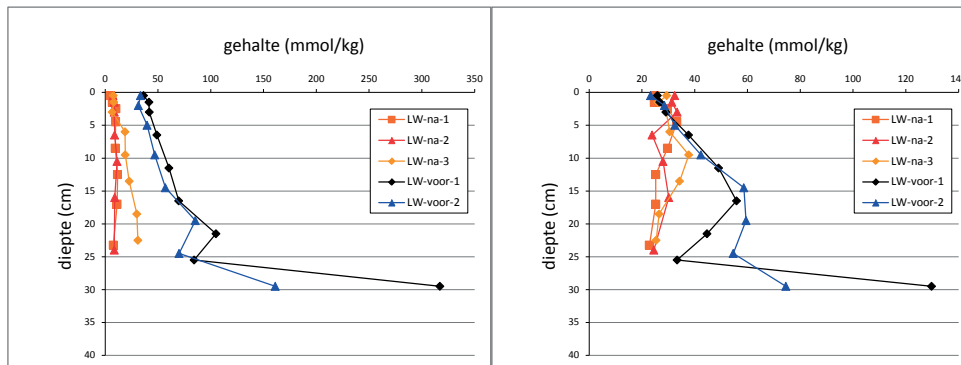 gehalte (mmol/kg)
0 50 100 150 200 250 300 350
0
5
10
15
20
25
30
35
40
diepte (cm)
LW-na-1
LW-na-2
LW-na-3
LW-voor-1
LW-voor-2
gehalte (mmol/kg)
0 20 40 60 80 100 120 140
0
5
10
15
20
25
30
35
40
diepte (cm)
LW-na-1
LW-na-2
LW-na-3
LW-voor-1
LW-voor-2